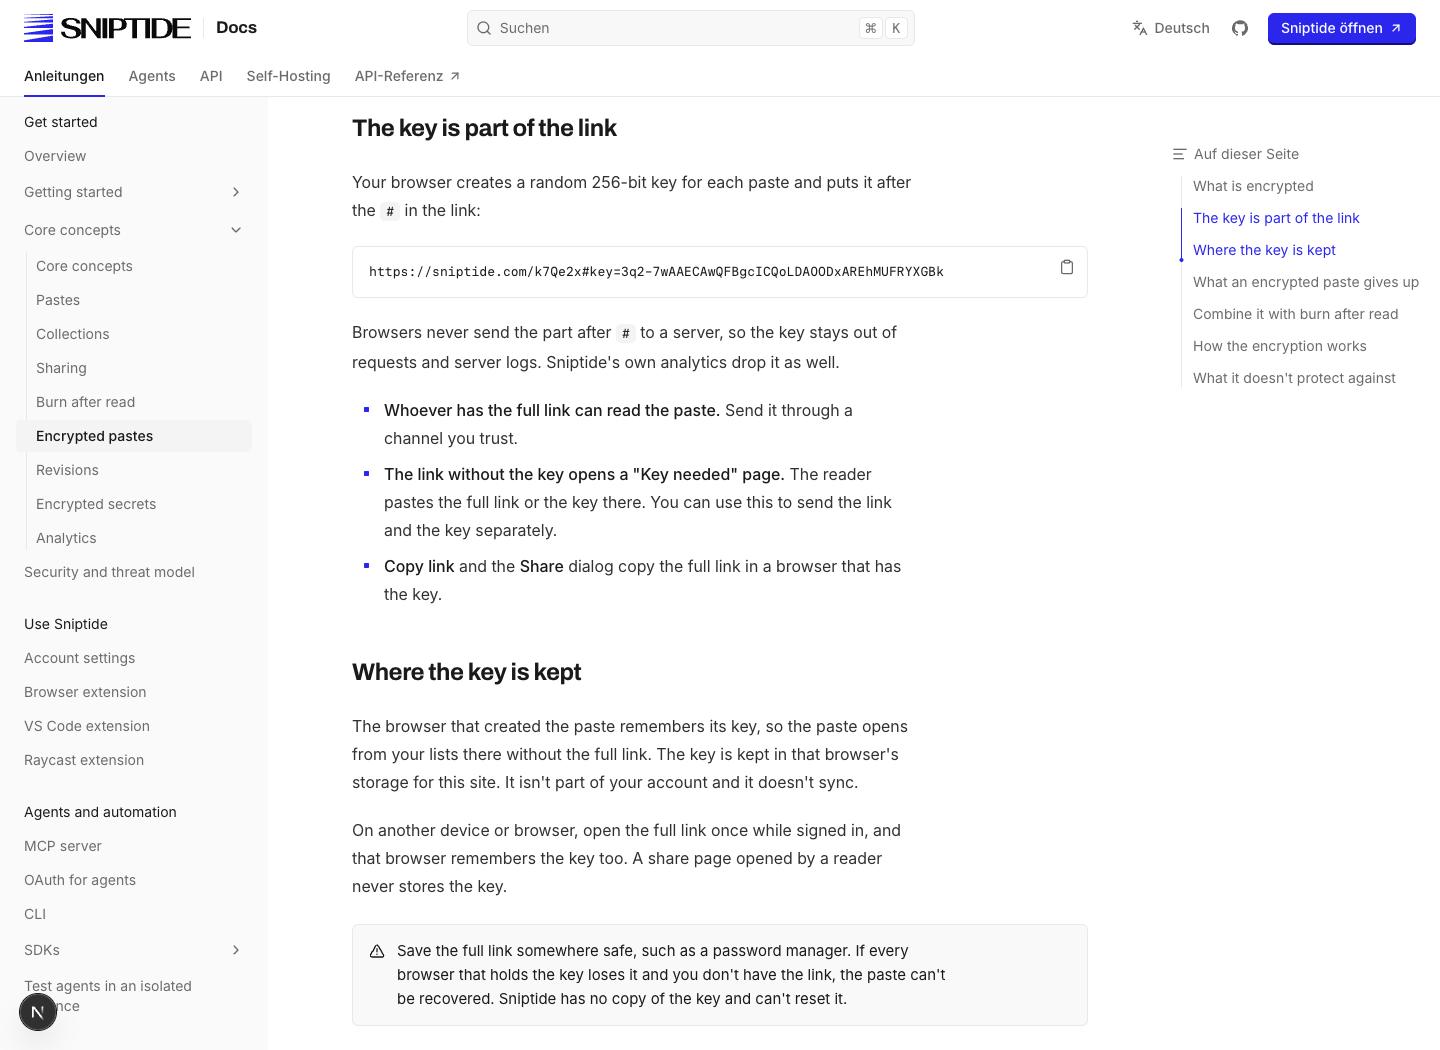 SNIPTIDE Docs
Suchen
⌘ K
Deutsch
Sniptide öffnen
Anleitungen
Agents
API
Self-Hosting
API-Referenz
Get started
Overview
Getting started
Core concepts
Core concepts
Pastes
Collections
Sharing
Burn after read
Encrypted pastes
Revisions
Encrypted secrets
Analytics
Security and threat model
Use Sniptide
Account settings
Browser extension
VS Code extension
Raycast extension
Agents and automation
MCP server
OAuth for agents
CLI
SDKs
Test agents in an isolated
nce
N
The key is part of the link
Your browser creates a random 256-bit key for each paste and puts it after
the # in the link:
https://sniptide.com/k7Qe2x#key=3q2-7wAAECAwQFBgcICQoLDAOODxAREhMUFRYXGBk
Browsers never send the part after # to a server, so the key stays out of
requests and server logs. Sniptide's own analytics drop it as well.
Whoever has the full link can read the paste. Send it through a
channel you trust.
The link without the key opens a "Key needed" page. The reader
pastes the full link or the key there. You can use this to send the link
and the key separately.
Copy link and the Share dialog copy the full link in a browser that has
the key.
Where the key is kept
The browser that created the paste remembers its key, so the paste opens
from your lists there without the full link. The key is kept in that browser's
storage for this site. It isn't part of your account and it doesn't sync.
On another device or browser, open the full link once while signed in, and
that browser remembers the key too. A share page opened by a reader
never stores the key.
Save the full link somewhere safe, such as a password manager. If every
browser that holds the key loses it and you don't have the link, the paste can't
be recovered. Sniptide has no copy of the key and can't reset it.
Auf dieser Seite
What is encrypted
The key is part of the link
Where the key is kept
What an encrypted paste gives up
Combine it with burn after read
How the encryption works
What it doesn't protect against